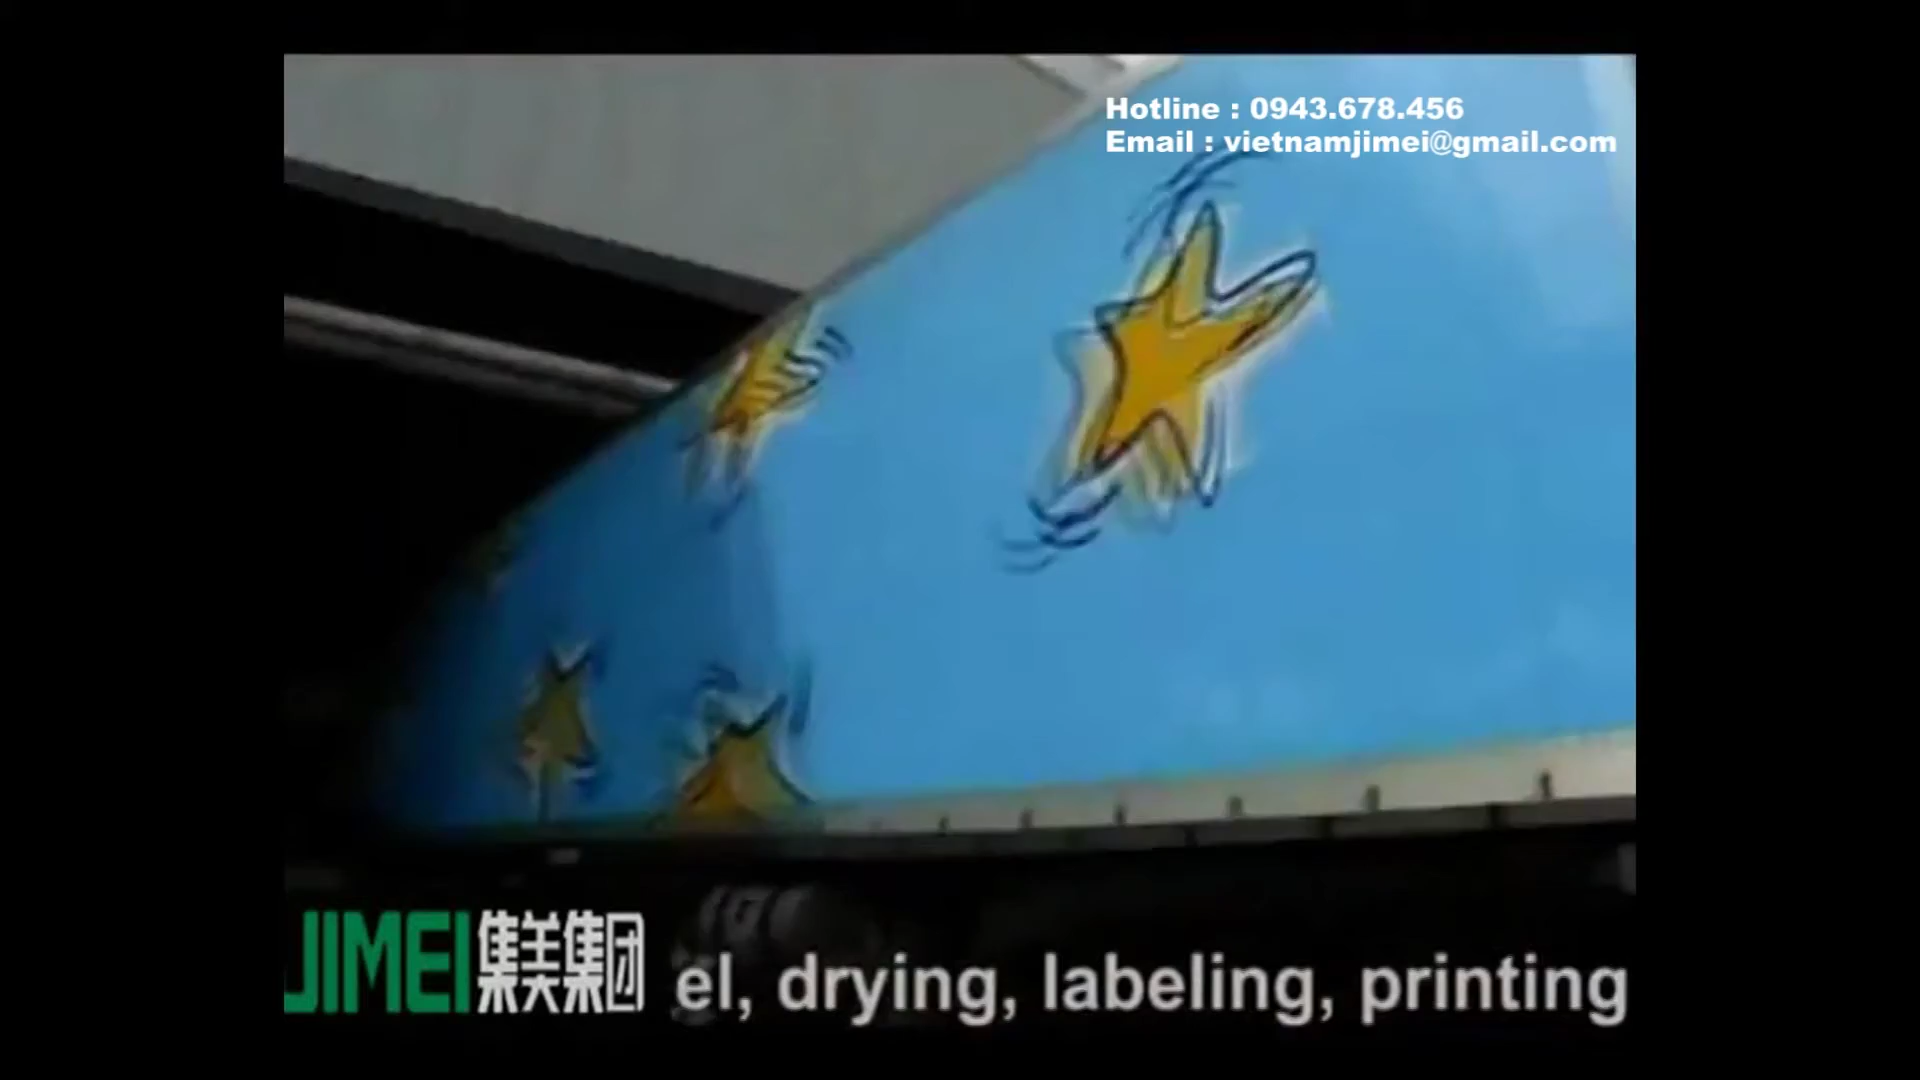 Hotline : 0943.678.456
Email : vietnamjimei@gmail.com
JIMEI集美集团 el, drying, labeling, printing